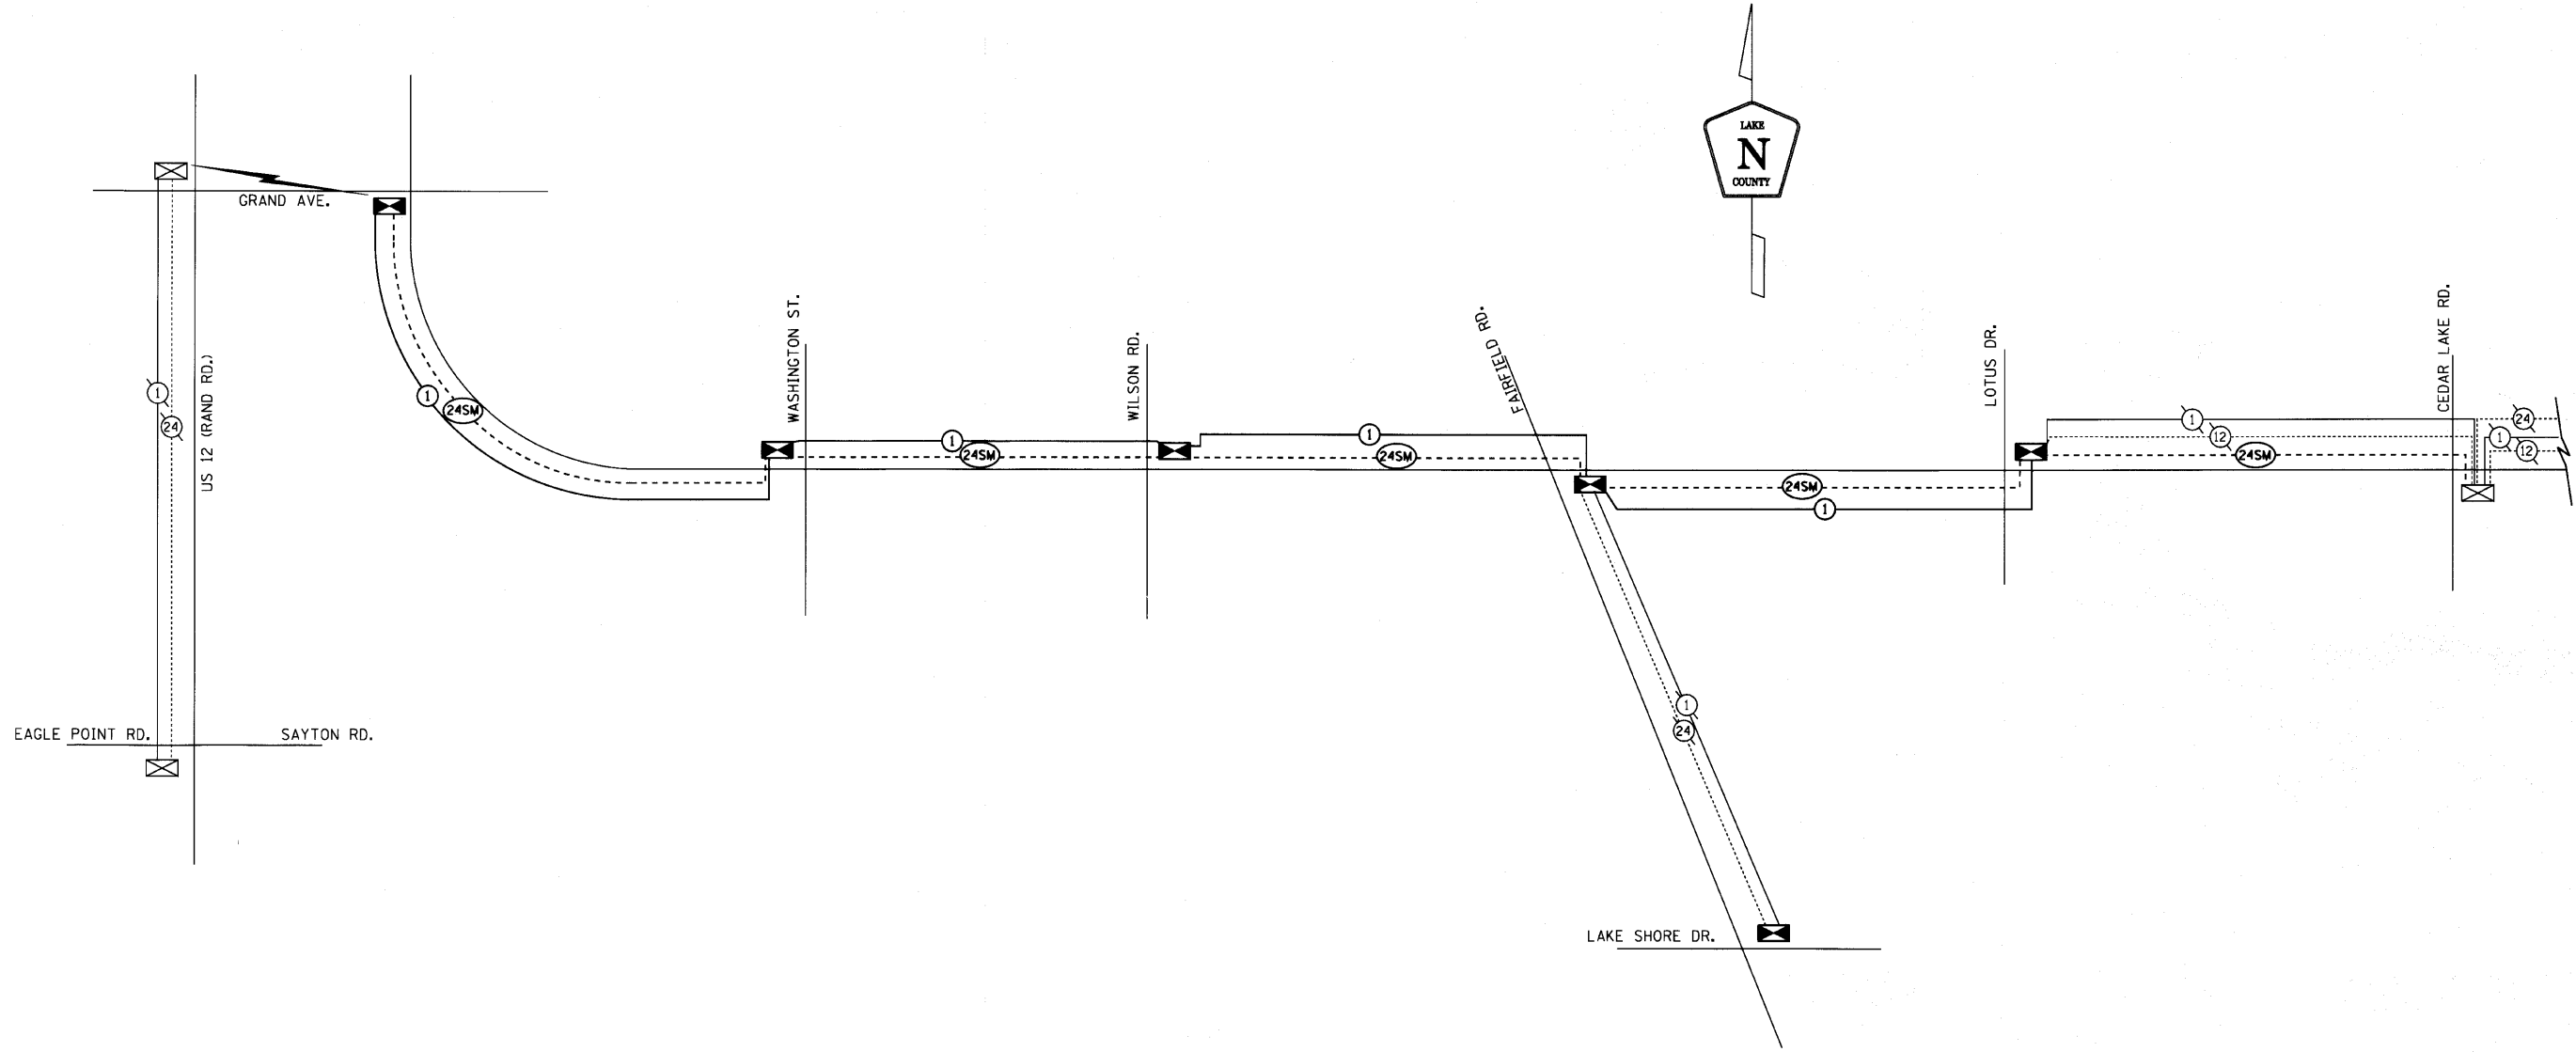 LAKE
N
COUNTY
GRAND AVE.
US 12 (RAND RD.)
1
24
EAGLE POINT RD.
SAYTON RD.
1
24SM
WASHINGTON ST.
1
24SM
WILSON RD.
1
24SM
FAIRFIELD RD.
1
24
LAKE SHORE DR.
24SM
1
LOTUS DR.
1
12
24SM
CEDAR LAKE RD.
24
1
12